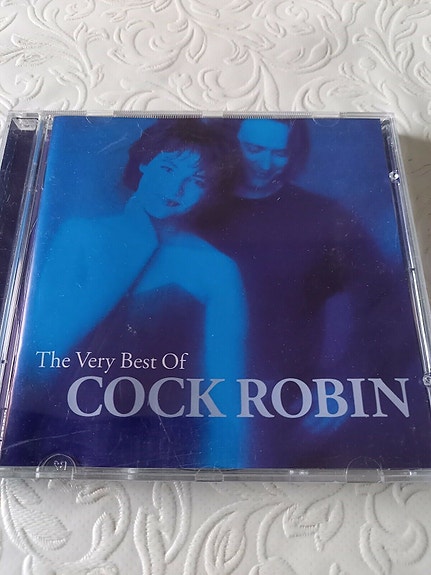 The Very Best Of
COCK ROBIN